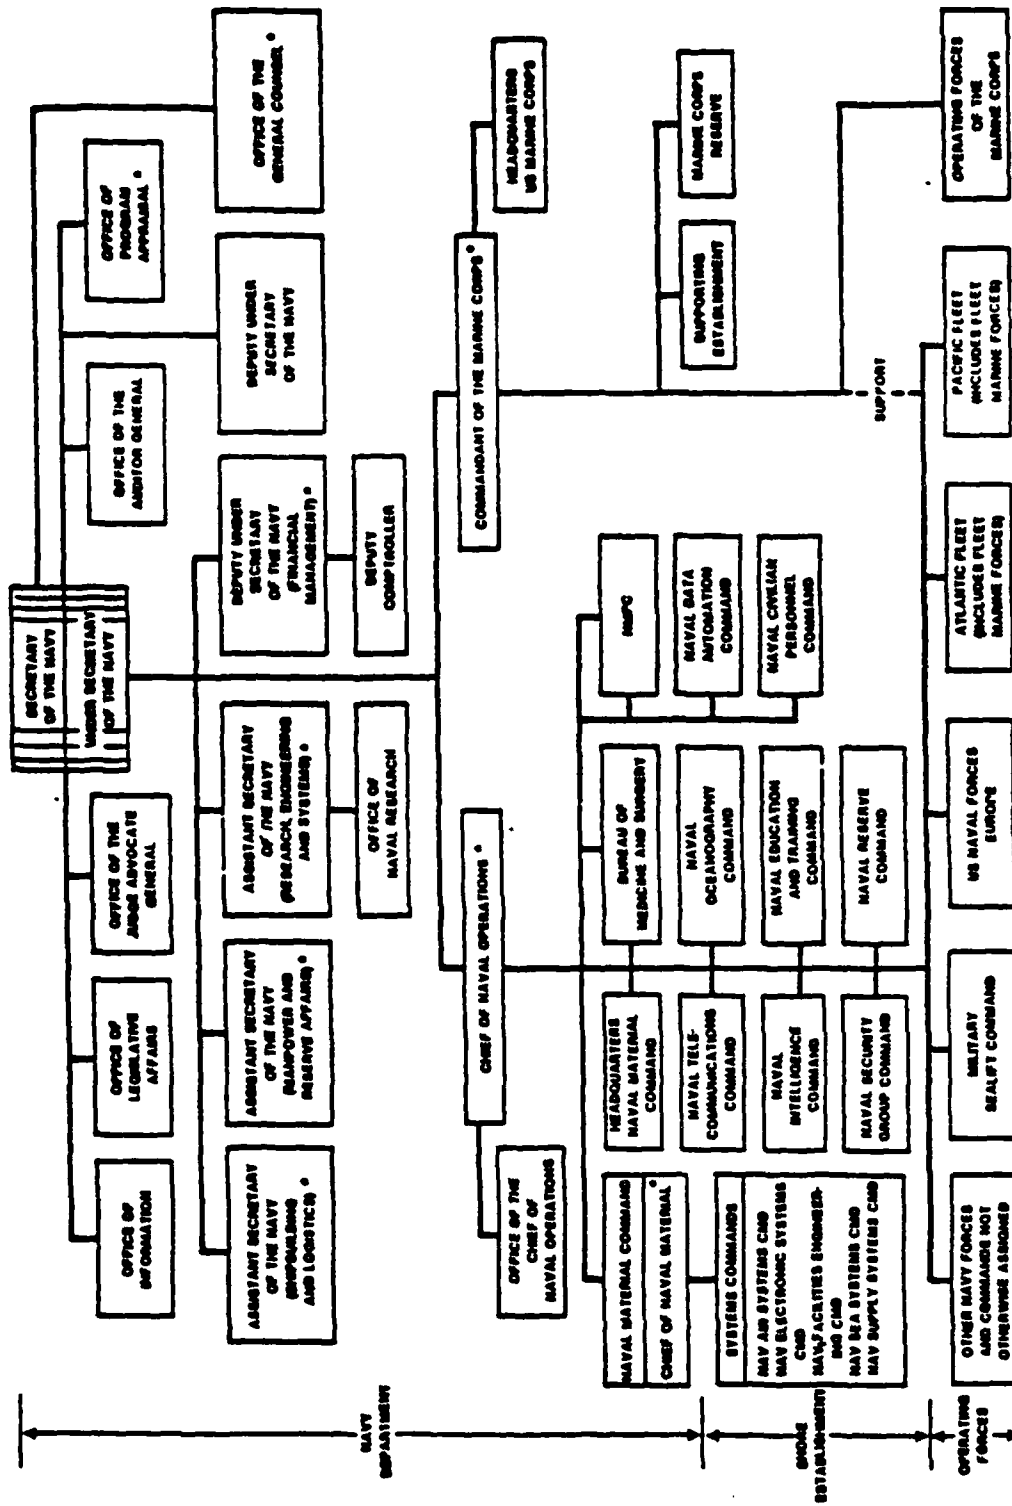 SECRETARY
OF THE NAVY
UNDER SECRETARY
OF THE NAVY
OFFICE OF
INFORMATION
OFFICE OF
LEGISLATIVE
AFFAIRS
OFFICE OF THE
JUDGE ADVOCATE
GENERAL
OFFICE OF THE
AUDITOR GENERAL
OFFICE OF
PROGRAM
APPRAISAL *
ASSISTANT SECRETARY
OF THE NAVY
(SHIPBUILDING
AND LOGISTICS) *
ASSISTANT SECRETARY
OF THE NAVY
(MANPOWER AND
RESERVE AFFAIRS) *
ASSISTANT SECRETARY
OF THE NAVY
(RESEARCH, ENGINEERING
AND SYSTEMS) *
DEPUTY UNDER
SECRETARY
OF THE NAVY
(FINANCIAL
MANAGEMENT) *
DEPUTY UNDER
SECRETARY
OF THE NAVY
OFFICE OF THE
GENERAL COUNSEL *
OFFICE OF
NAVAL RESEARCH
DEPUTY
COMPTROLLER
NAVY
DEPARTMENT
CHIEF OF NAVAL OPERATIONS *
COMMANDANT OF THE MARINE CORPS *
OFFICE OF THE
CHIEF OF
NAVAL OPERATIONS
HEADQUARTERS
US MARINE CORPS
NAVAL MATERIAL COMMAND
CHIEF OF NAVAL MATERIAL *
HEADQUARTERS
NAVAL MATERIAL
COMMAND
BUREAU OF
MEDICINE AND SURGERY
NMPC
NAVAL TELE-
COMMUNICATIONS
COMMAND
NAVAL
OCEANOGRAPHY
COMMAND
NAVAL DATA
AUTOMATION
COMMAND
SUPPORTING
ESTABLISHMENT
MARINE CORPS
RESERVE
SHORE
ESTABLISHMENT
SYSTEMS COMMANDS
NAV AIR SYSTEMS CMD
NAV ELECTRONIC SYSTEMS
CMD
NAV FACILITIES ENGINEER-
ING CMD
NAV SEA SYSTEMS CMD
NAV SUPPLY SYSTEMS CMD
NAVAL
INTELLIGENCE
COMMAND
NAVAL EDUCATION
AND TRAINING
COMMAND
NAVAL CIVILIAN
PERSONNEL
COMMAND
NAVAL SECURITY
GROUP COMMAND
NAVAL RESERVE
COMMAND
SUPPORT
OPERATING
FORCES
OTHER NAVY FORCES
AND COMMANDS NOT
OTHERWISE ASSIGNED
MILITARY
SEALIFT COMMAND
US NAVAL FORCES
EUROPE
ATLANTIC FLEET
(INCLUDES FLEET
MARINE FORCES)
PACIFIC FLEET
(INCLUDES FLEET
MARINE FORCES)
OPERATING FORCES
OF THE
MARINE CORPS